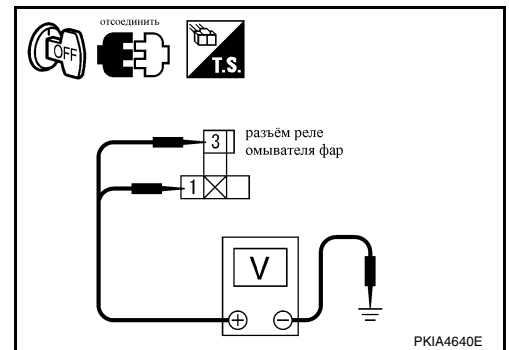 отсоединить
OFF
T.S.
3
разъём реле
омывателя фар
1
V
+
−
PKIA4640E